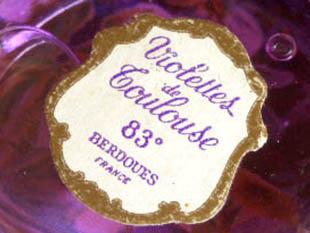 Violettes
de
Toulouse
83°
BERDOUES
FRANCE